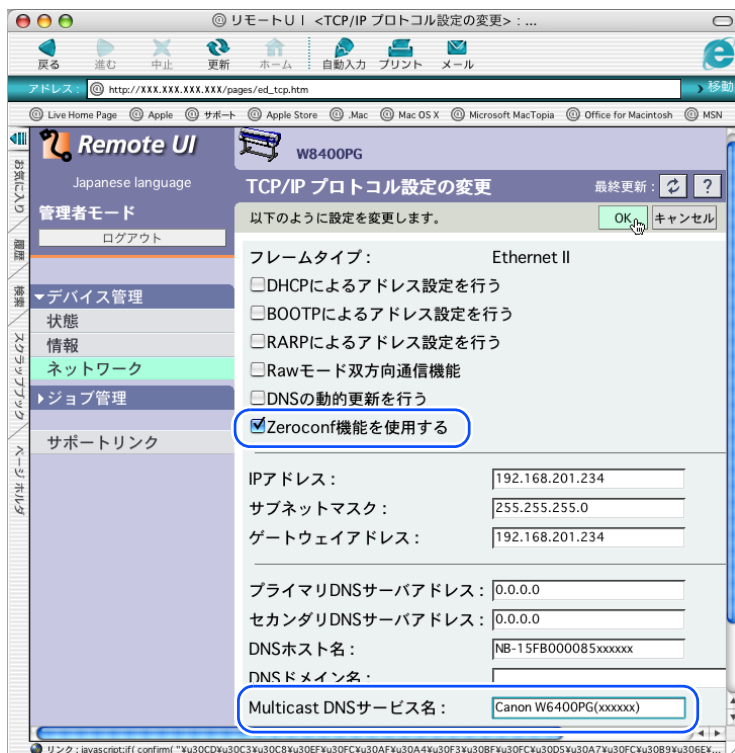 リモートUI <TCP/IP プロトコル設定の変更> : ...
戻る 進む 中止 更新 ホーム 自動入力 プリント メール
アドレス : http://XXX.XXX.XXX.XXX/pages/ed_tcp.htm 移動
Live Home Page Apple サポート Apple Store .Mac Mac OS X Microsoft MacTopia Office for Macintosh MSN
お気に入り
履歴
検索
スクラップブック
ページ ホルダ
Remote UI
Japanese language
管理者モード
ログアウト
▼デバイス管理
状態
情報
ネットワーク
▶ジョブ管理
サポートリンク
W8400PG
TCP/IP プロトコル設定の変更 最終更新 : ?
以下のように設定を変更します。 OK キャンセル
フレームタイプ : Ethernet II
DHCPによるアドレス設定を行う
BOOTPによるアドレス設定を行う
RARPによるアドレス設定を行う
Rawモード双方向通信機能
DNSの動的更新を行う
Zeroconf機能を使用する
IPアドレス : 192.168.201.234
サブネットマスク : 255.255.255.0
ゲートウェイアドレス : 192.168.201.234
プライマリDNSサーバアドレス : 0.0.0.0
セカンダリDNSサーバアドレス : 0.0.0.0
DNSホスト名 : NB-15FB000085xxxxxx
DNSドメイン名 :
Multicast DNSサービス名 : Canon W6400PG(xxxxxx)
リンク : javascript:if( confirm( "¥u30CD¥u30C3¥u30C8¥u30EF¥u30FC¥u30AF¥u30A4¥u30F3¥u30BF¥u30FC¥u30D5¥u30A7¥u30FC¥u30B9¥u306E¥...